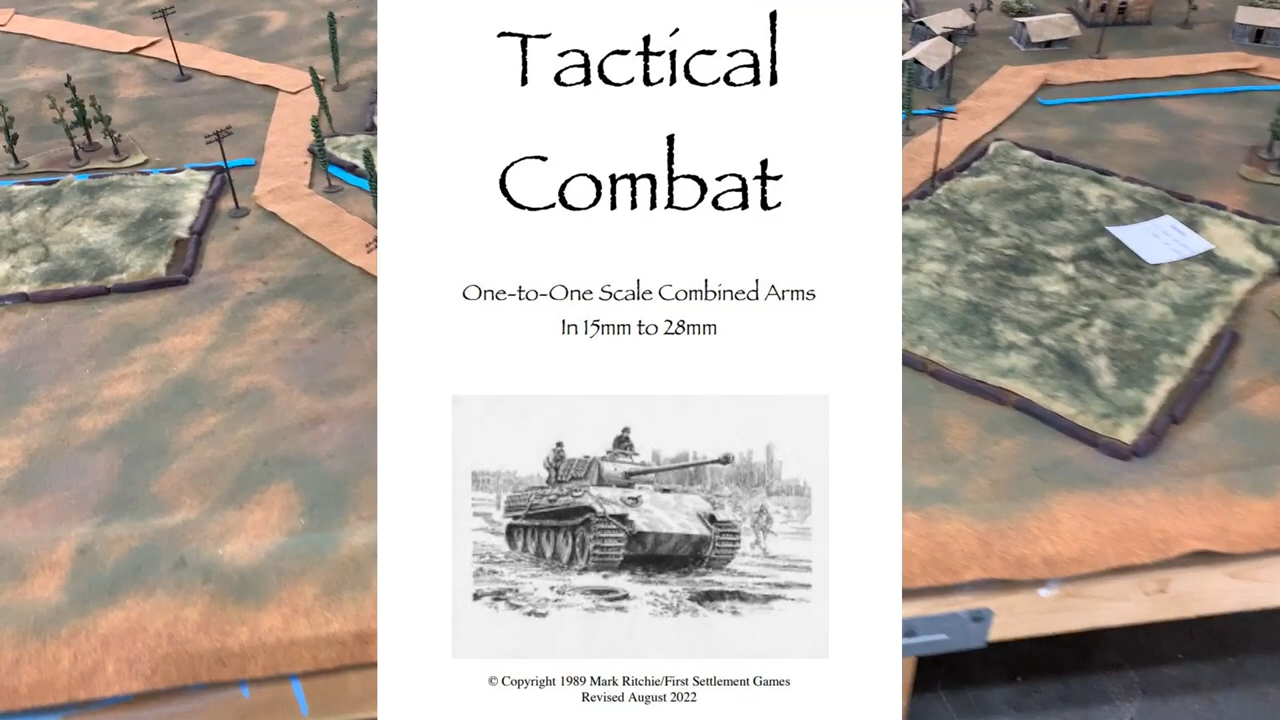 Tactical
Combat
One-to-One Scale Combined Arms
In 15mm to 28mm
© Copyright 1989 Mark Ritchie/First Settlement Games
Revised August 2022